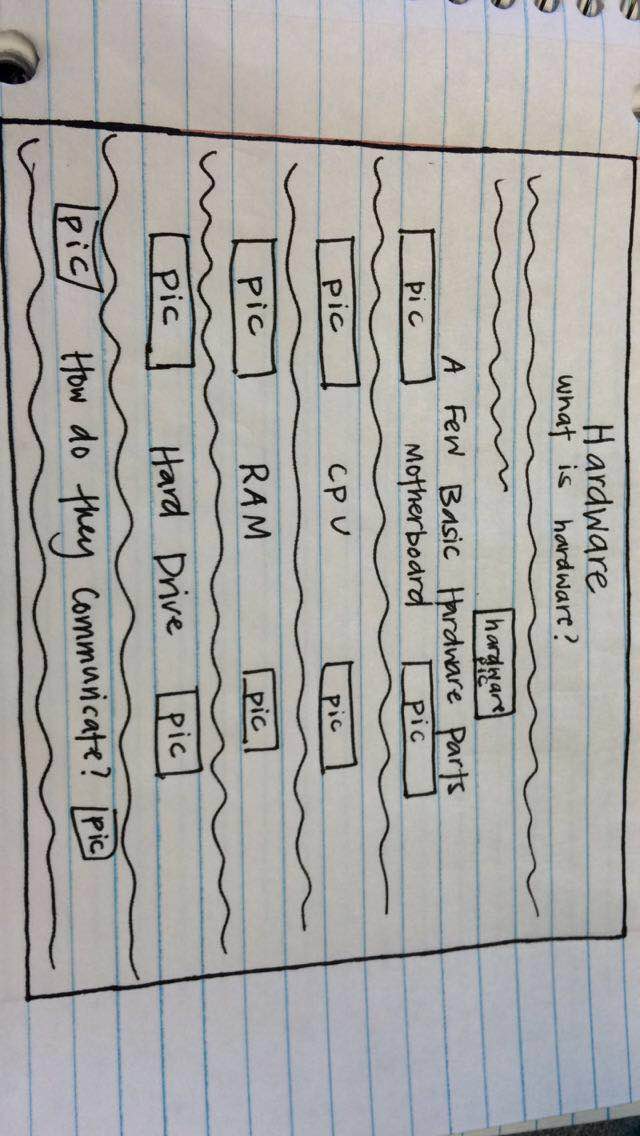 Hardware
what is hardware?
hardware pic
A Few Basic Hardware Parts
pic Motherboard pic
pic CPU pic
pic RAM pic
pic Hard Drive pic
pic How do they Communicate? pic